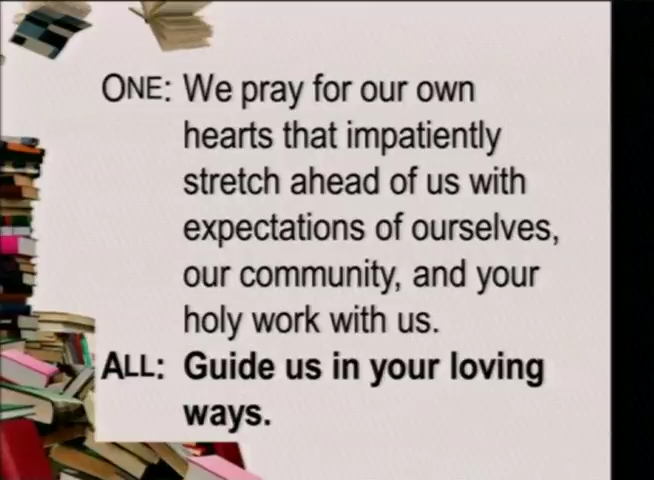 ONE: We pray for our own
hearts that impatiently
stretch ahead of us with
expectations of ourselves,
our community, and your
holy work with us.
ALL: Guide us in your loving
ways.